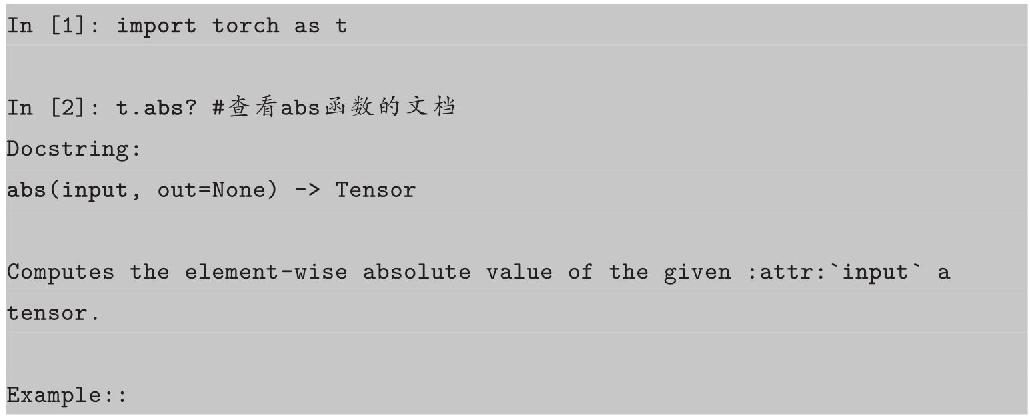 In [1]: import torch as t
In [2]: t.abs? #查看abs函数的文档
Docstring:
abs(input, out=None) -> Tensor
Computes the element-wise absolute value of the given :attr:`input` a
tensor.
Example::